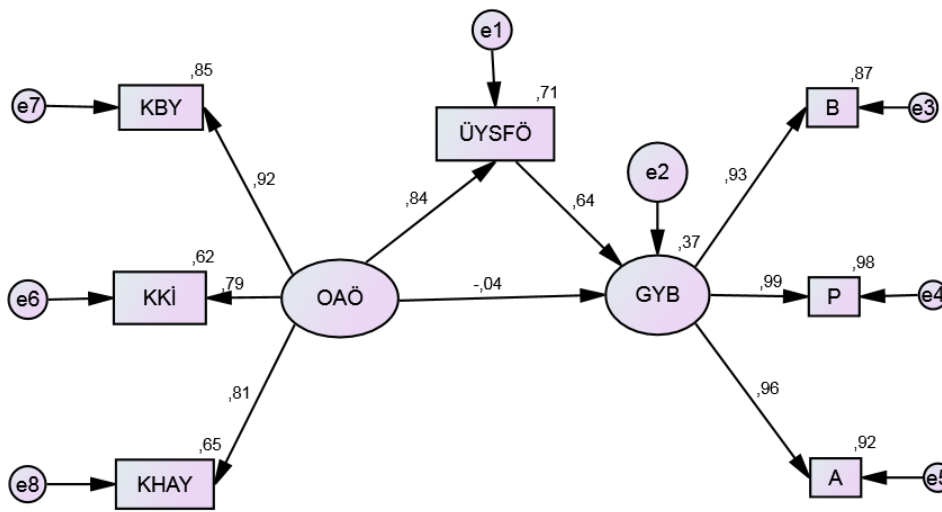 e1
,85
,71
,87
e7
KBY
ÜYSFÖ
B
e3
e2
,92
,84
,64
,93
,62
,37
,98
e6
KKİ
,79
OAÖ
-,04
GYB
,99
P
e4
,81
,96
,65
,92
e8
KHAY
A
e5